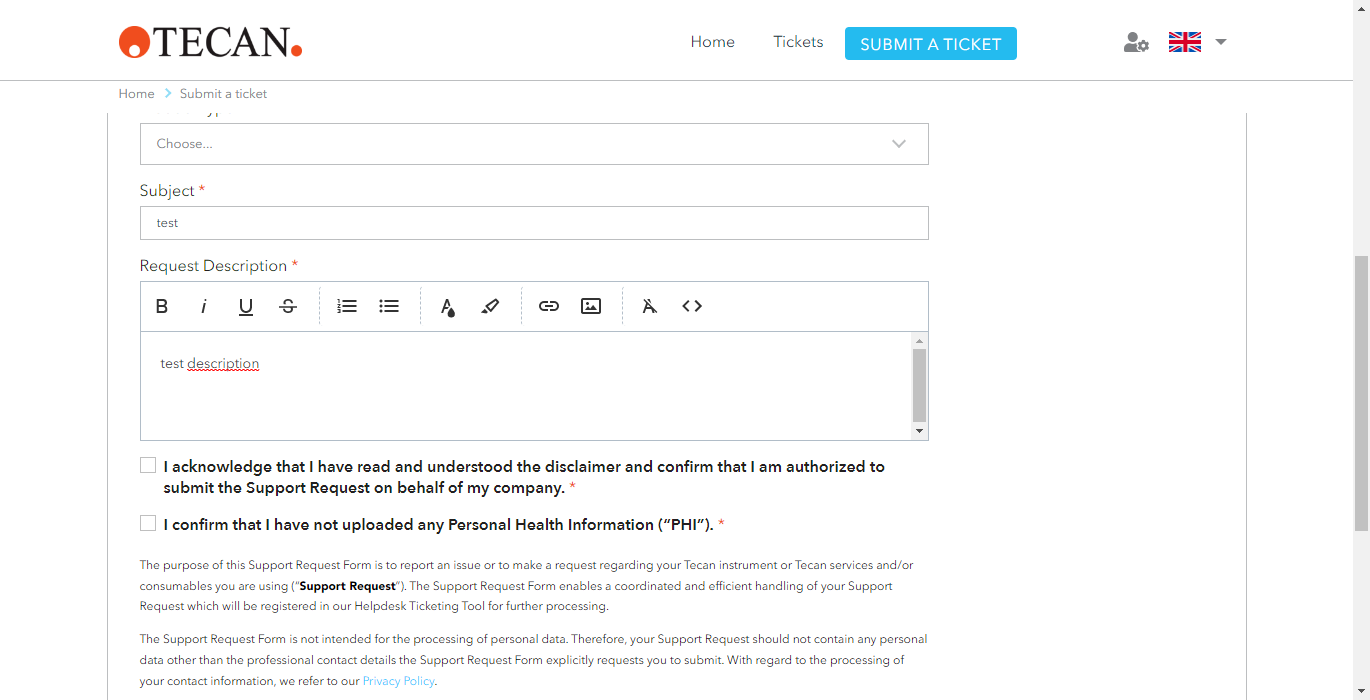 TECAN.
Home
Tickets
SUBMIT A TICKET
Home
Submit a ticket
Choose...
Subject *
test
Request Description *
test description
I acknowledge that I have read and understood the disclaimer and confirm that I am authorized to
submit the Support Request on behalf of my company. *
I confirm that I have not uploaded any Personal Health Information (“PHI”). *
The purpose of this Support Request Form is to report an issue or to make a request regarding your Tecan instrument or Tecan services and/or
consumables you are using (“Support Request”). The Support Request Form enables a coordinated and efficient handling of your Support
Request which will be registered in our Helpdesk Ticketing Tool for further processing.
The Support Request Form is not intended for the processing of personal data. Therefore, your Support Request should not contain any personal
data other than the professional contact details the Support Request Form explicitly requests you to submit. With regard to the processing of
your contact information, we refer to our Privacy Policy.